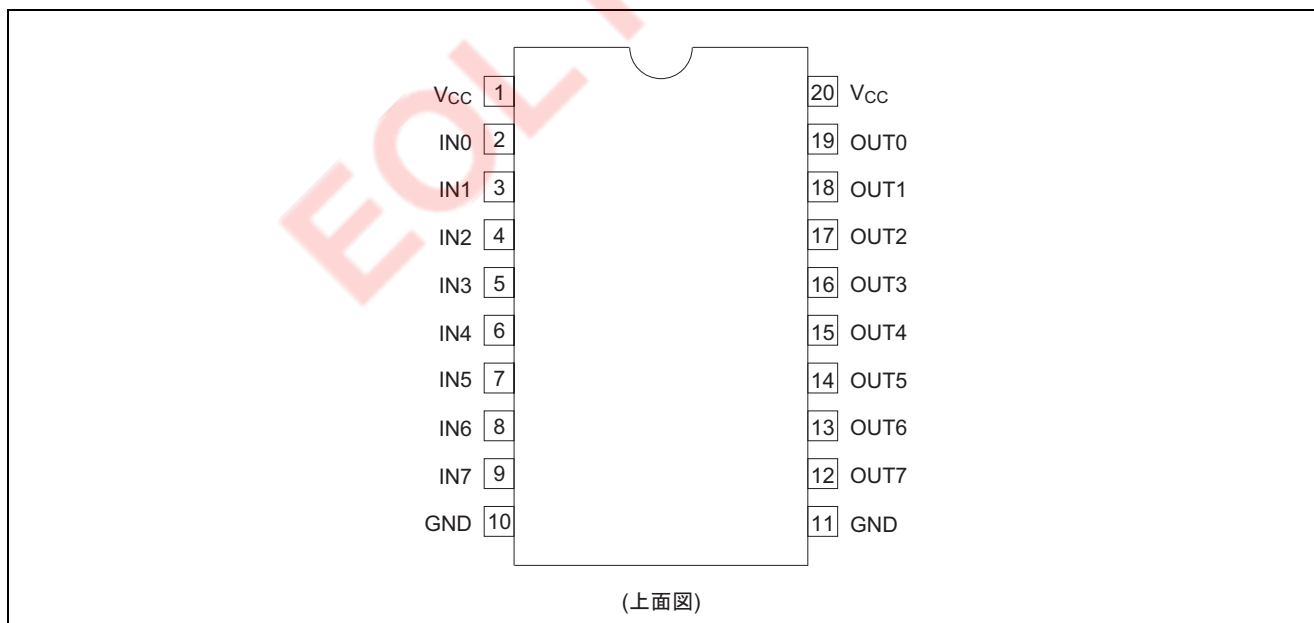 EOL
VCC 1 20 VCC
IN0 2 19 OUT0
IN1 3 18 OUT1
IN2 4 17 OUT2
IN3 5 16 OUT3
IN4 6 15 OUT4
IN5 7 14 OUT5
IN6 8 13 OUT6
IN7 9 12 OUT7
GND 10 11 GND
(上面図)